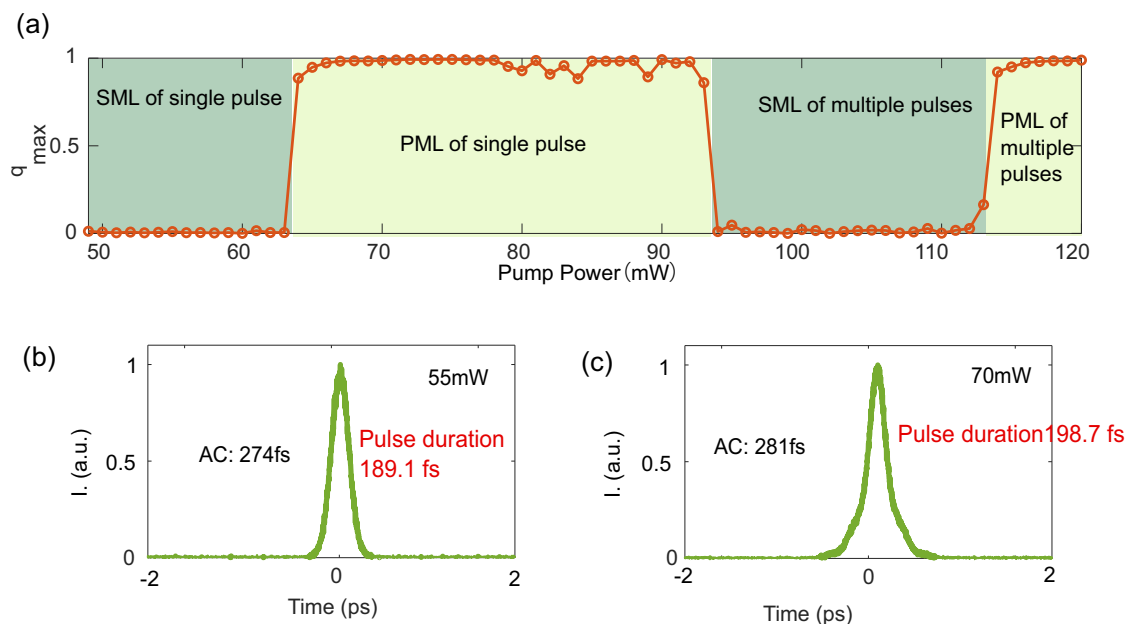 (a)
1
0.5
0
q
max
SML of single pulse
PML of single pulse
SML of multiple pulses
PML of
multiple
pulses
50
60
70
80
90
100
110
120
Pump Power(mW)
(b)
1
0.5
0
I. (a.u.)
55mW
AC: 274fs
Pulse duration
189.1 fs
-2
0
2
Time (ps)
(c)
1
0.5
0
I. (a.u.)
70mW
AC: 281fs
Pulse duration198.7 fs
-2
0
2
Time (ps)